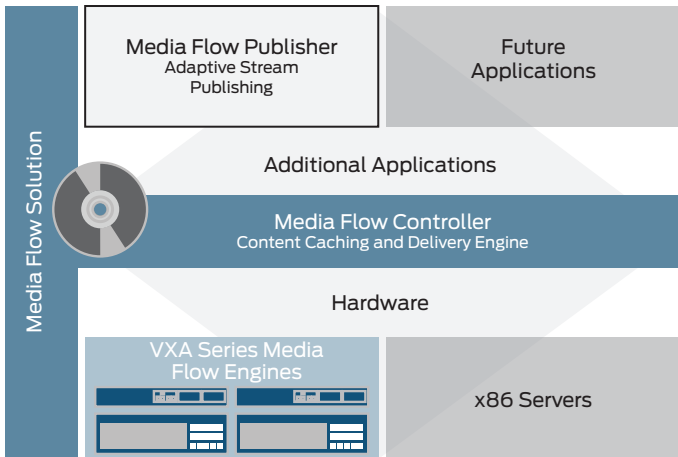 Media Flow Solution
Media Flow Publisher
Adaptive Stream
Publishing
Future
Applications
Additional Applications
Media Flow Controller
Content Caching and Delivery Engine
Hardware
VXA Series Media
Flow Engines
x86 Servers